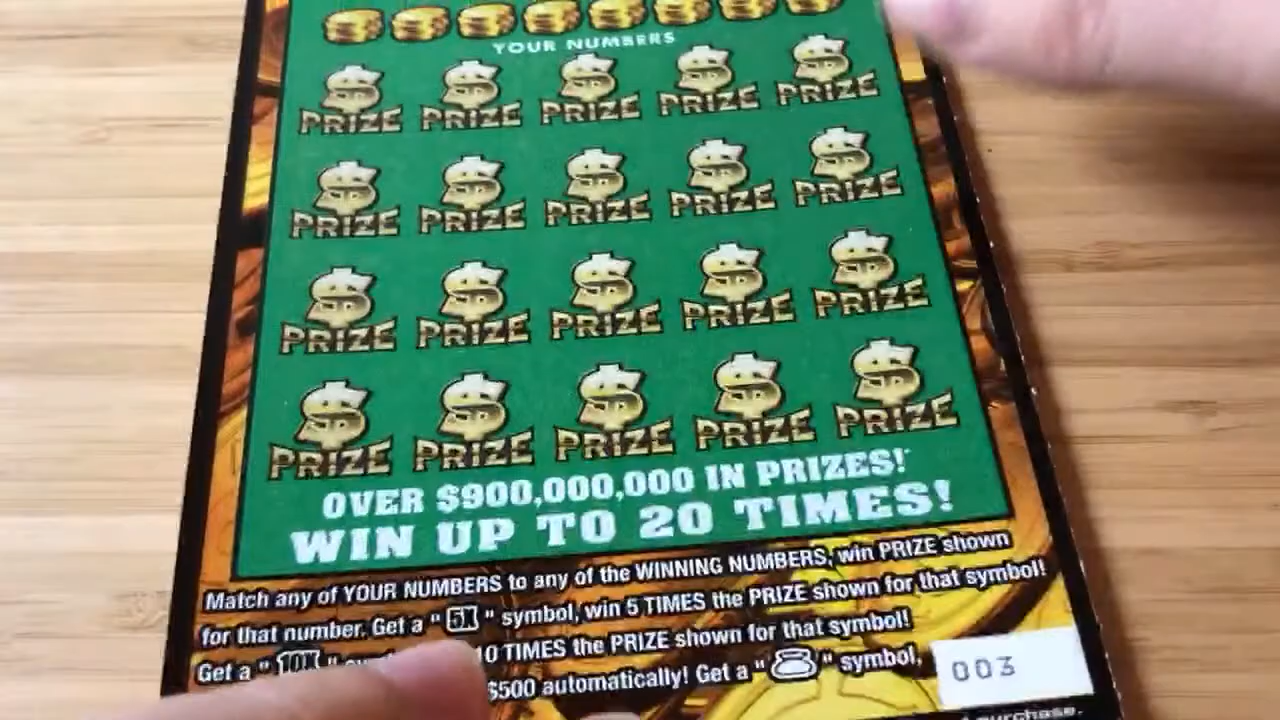 YOUR NUMBERS
PRIZE PRIZE PRIZE PRIZE PRIZE
PRIZE PRIZE PRIZE PRIZE PRIZE
PRIZE PRIZE PRIZE PRIZE PRIZE
PRIZE PRIZE PRIZE PRIZE PRIZE
OVER $900,000,000 IN PRIZES!*
WIN UP TO 20 TIMES!
Match any of YOUR NUMBERS to any of the WINNING NUMBERS, win PRIZE shown
for that number. Get a "5X" symbol, win 5 TIMES the PRIZE shown for that symbol!
Get a "10X" 10 TIMES the PRIZE shown for that symbol!
$500 automatically! Get a " " symbol,
003
purchase.